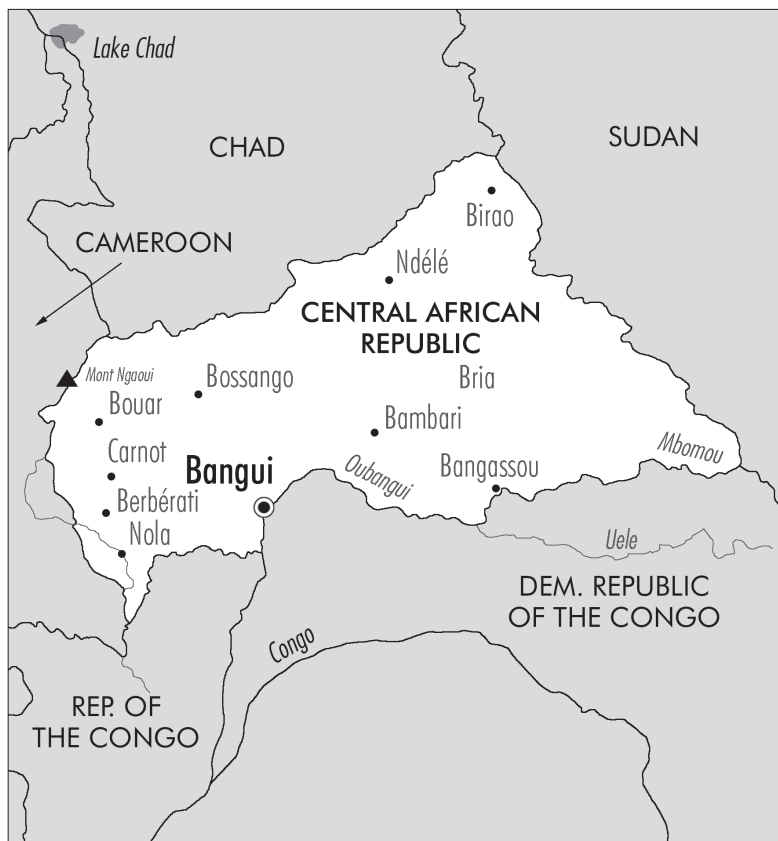 Lake Chad
CHAD
SUDAN
Birao
CAMEROON
Ndélé
CENTRAL AFRICAN
REPUBLIC
Mont Ngaoui
Bossango
Bria
Bouar
Bambari
Carnot
Bangui
Oubangui
Bangassou
Mbomou
Berbérati
Nola
Uele
DEM. REPUBLIC
OF THE CONGO
Congo
REP. OF
THE CONGO